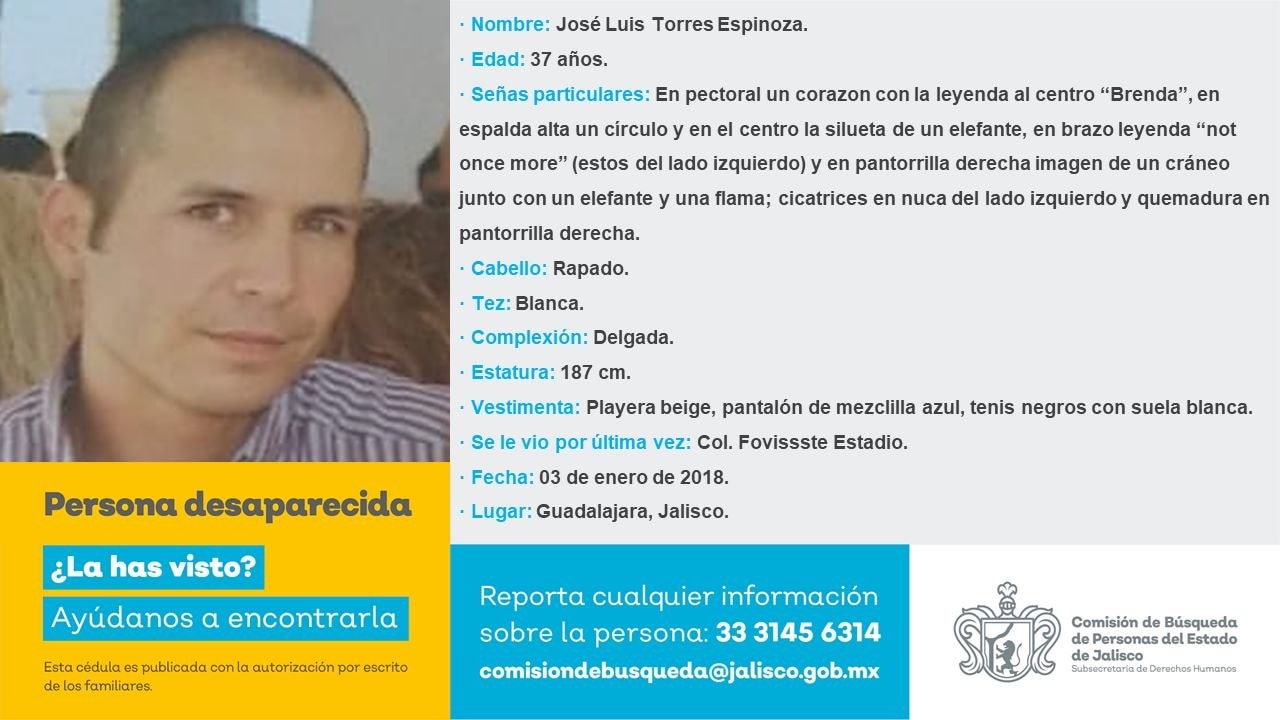 · Nombre: José Luis Torres Espinoza.
· Edad: 37 años.
· Señas particulares: En pectoral un corazon con la leyenda al centro “Brenda”, en
espalda alta un círculo y en el centro la silueta de un elefante, en brazo leyenda “not
once more” (estos del lado izquierdo) y en pantorrilla derecha imagen de un cráneo
junto con un elefante y una flama; cicatrices en nuca del lado izquierdo y quemadura en
pantorrilla derecha.
· Cabello: Rapado.
· Tez: Blanca.
· Complexión: Delgada.
· Estatura: 187 cm.
· Vestimenta: Playera beige, pantalón de mezclilla azul, tenis negros con suela blanca.
· Se le vio por última vez: Col. Fovissste Estadio.
· Fecha: 03 de enero de 2018.
· Lugar: Guadalajara, Jalisco.
Persona desaparecida
¿La has visto?
Ayúdanos a encontrarla
Esta cédula es publicada con la autorización por escrito
de los familiares.
Reporta cualquier información
sobre la persona: 33 3145 6314
comisiondebusqueda@jalisco.gob.mx
Comisión de Búsqueda
de Personas del Estado
de Jalisco
Subsecretaría de Derechos Humanos